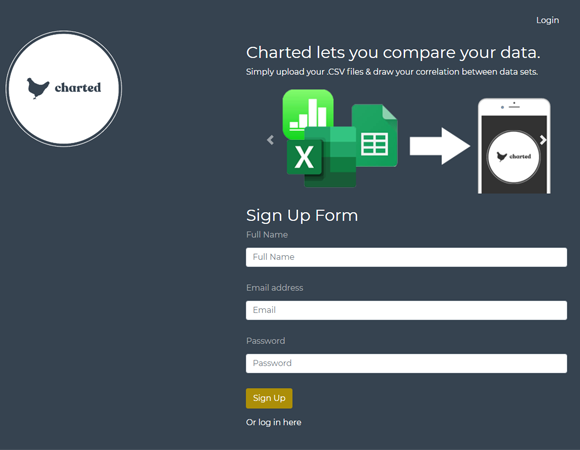 Login
charted
Charted lets you compare your data.
Simply upload your .CSV files & draw your correlation between data sets.
X
charted
Sign Up Form
Full Name
Full Name
Email address
Email
Password
Password
Sign Up
Or log in here